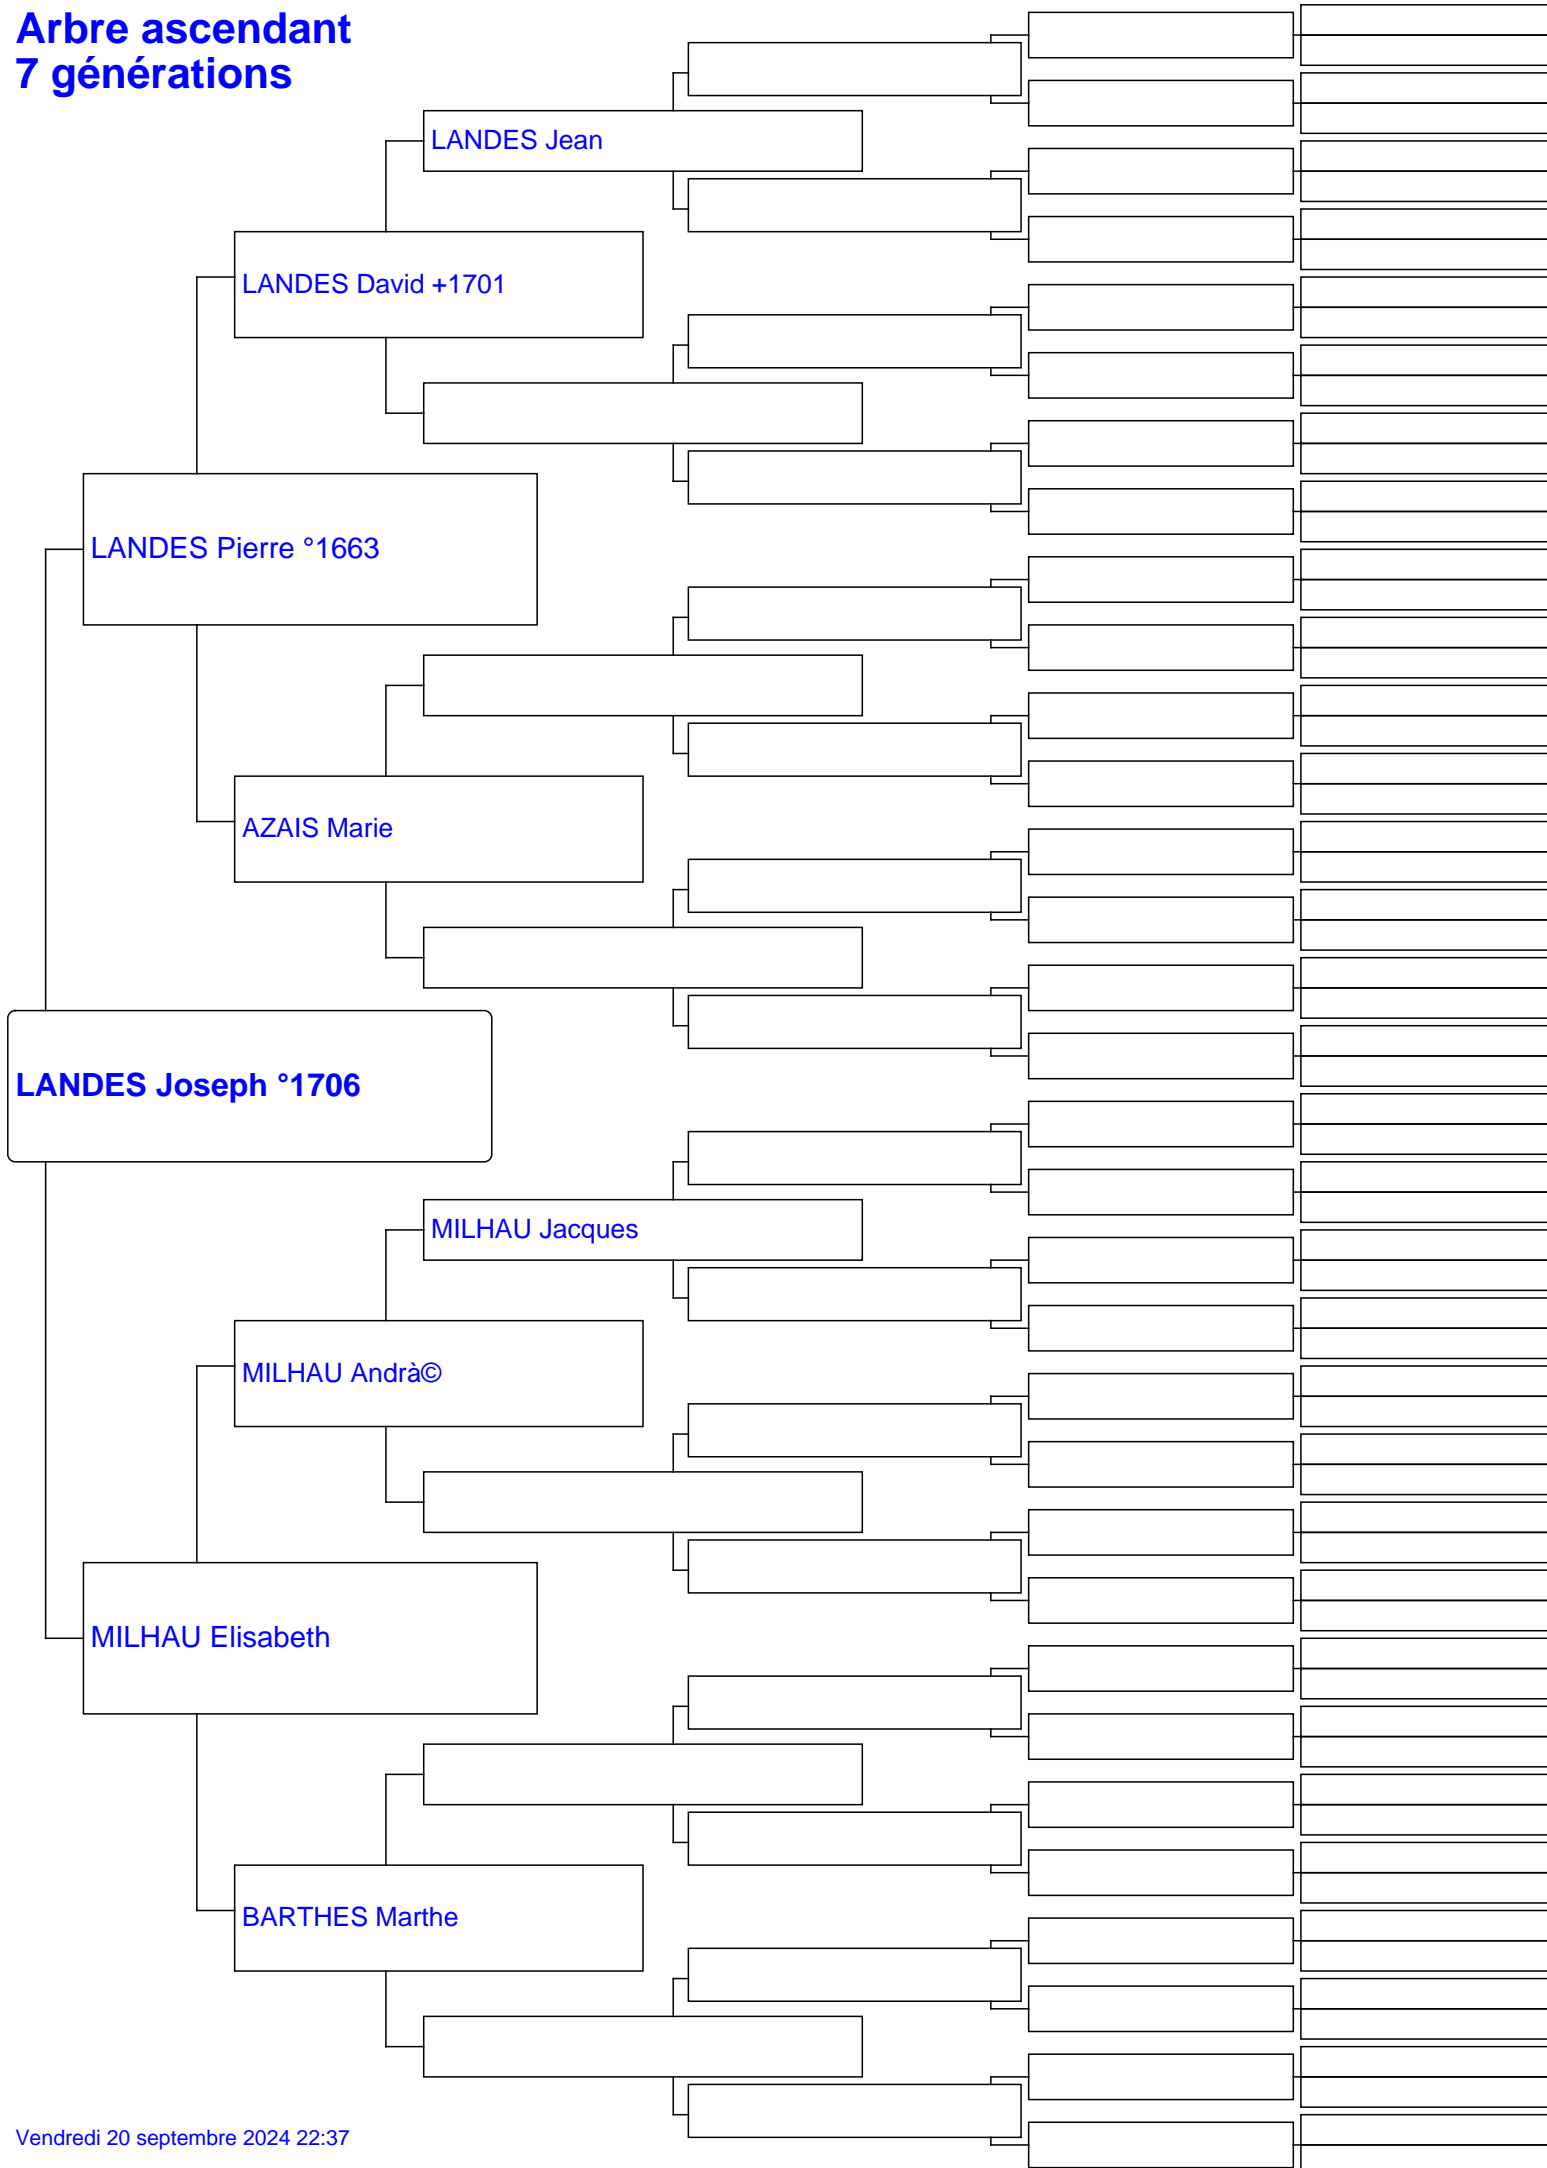 Arbre ascendant
7 générations
LANDES Jean
LANDES David +1701
LANDES Pierre °1663
AZAIS Marie
LANDES Joseph °1706
MILHAU Jacques
MILHAU Andrà©
MILHAU Elisabeth
BARTHES Marthe
Vendredi 20 septembre 2024 22:37